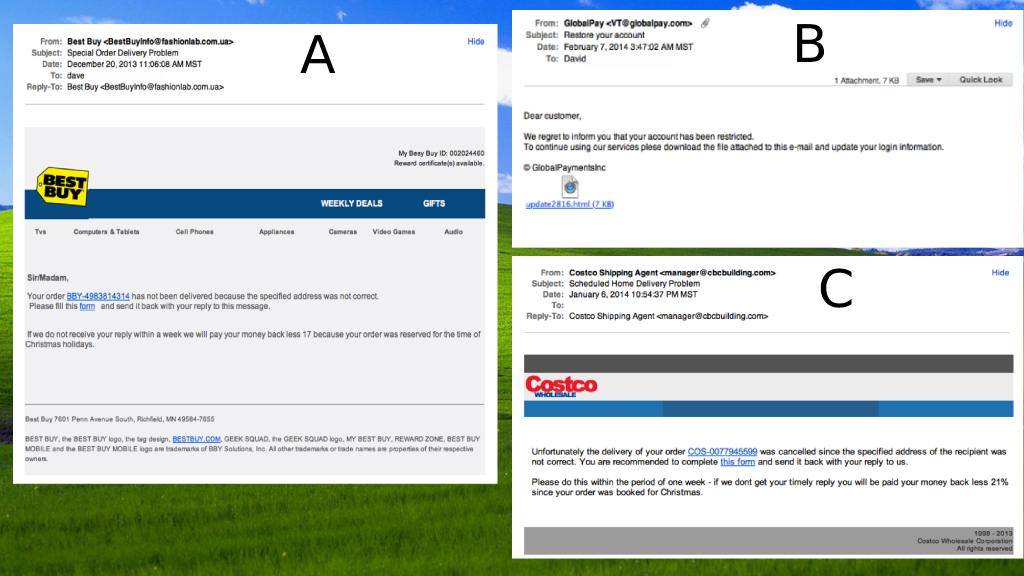 A
From: Best Buy <BestBuyInfo@fashionlab.com.ua>
Hide
Subject: Special Order Delivery Problem
Date: December 20, 2013 11:06:08 AM MST
To: dave
Reply-To: Best Buy <BestBuyInfo@fashionlab.com.ua>
My Besy Buy ID: 002024460
Reward certificate(s) available.
BEST BUY
WEEKLY DEALS GIFTS
Tvs Computers & Tablets Cell Phones Appliances Cameras Video Games Audio
Sir/Madam,
Your order BBY-4983814314 has not been delivered because the specified address was not correct.
Please fill this form and send it back with your reply to this message.
If we do not receive your reply within a week we will pay your money back less 17 because your order was reserved for the time of
Christmas holidays.
Best Buy 7601 Penn Avenue South, Richfield, MN 49584-7655
BEST BUY, the BEST BUY logo, the tag design, BESTBUY.COM, GEEK SQUAD, the GEEK SQUAD logo, MY BEST BUY, REWARD ZONE, BEST BUY
MOBILE and the BEST BUY MOBILE logo are trademarks of BBY Solutions, Inc. All other trademarks or trade names are properties of their respective
owners.
B
From: GlobalPay <VT@globalpay.com>
Hide
Subject: Restore your account
Date: February 7, 2014 3:47:02 AM MST
To: David
1 Attachment, 7 KB Save Quick Look
Dear customer,
We regret to inform you that your account has been restricted.
To continue using our services plese download the file attached to this e-mail and update your login information.
© GlobalPaymentsInc
update2816.html (7 KB)
C
From: Costco Shipping Agent <manager@cbcbuilding.com>
Hide
Subject: Scheduled Home Delivery Problem
Date: January 6, 2014 10:54:37 PM MST
To:
Reply-To: Costco Shipping Agent <manager@cbcbuilding.com>
Costco
WHOLESALE
Unfortunately the delivery of your order COS-0077945599 was cancelled since the specified address of the recipient was
not correct. You are recommended to complete this form and send it back with your reply to us.
Please do this within the period of one week - if we dont get your timely reply you will be paid your money back less 21%
since your order was booked for Christmas.
1998 - 2013
Costco Wholesale Corporation
All rights reserved